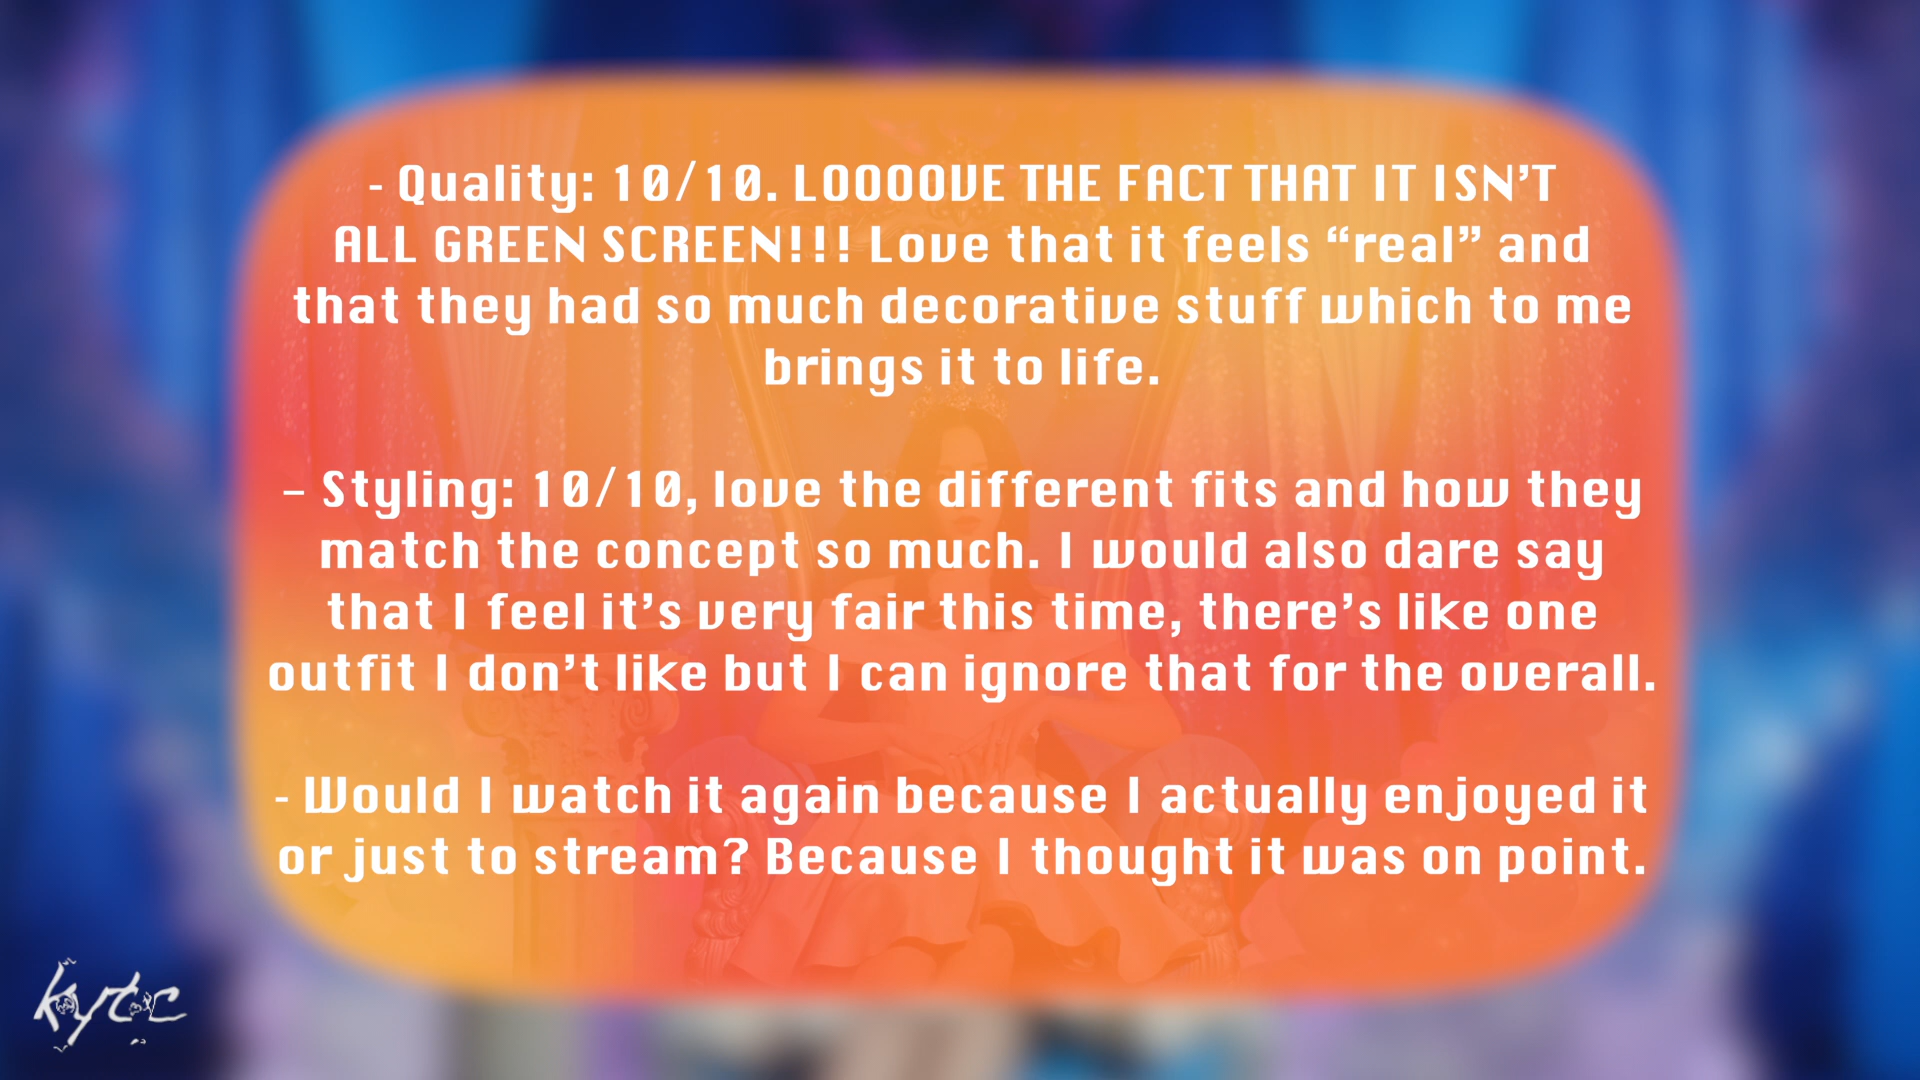 - Quality: 10/10. LOOOOVE THE FACT THAT IT ISN'T
ALL GREEN SCREEN!!! Love that it feels “real” and
that they had so much decorative stuff which to me
brings it to life.
– Styling: 10/10, love the different fits and how they
match the concept so much. I would also dare say
that I feel it's very fair this time, there's like one
outfit I don't like but I can ignore that for the overall.
- Would I watch it again because I actually enjoyed it
or just to stream? Because I thought it was on point.